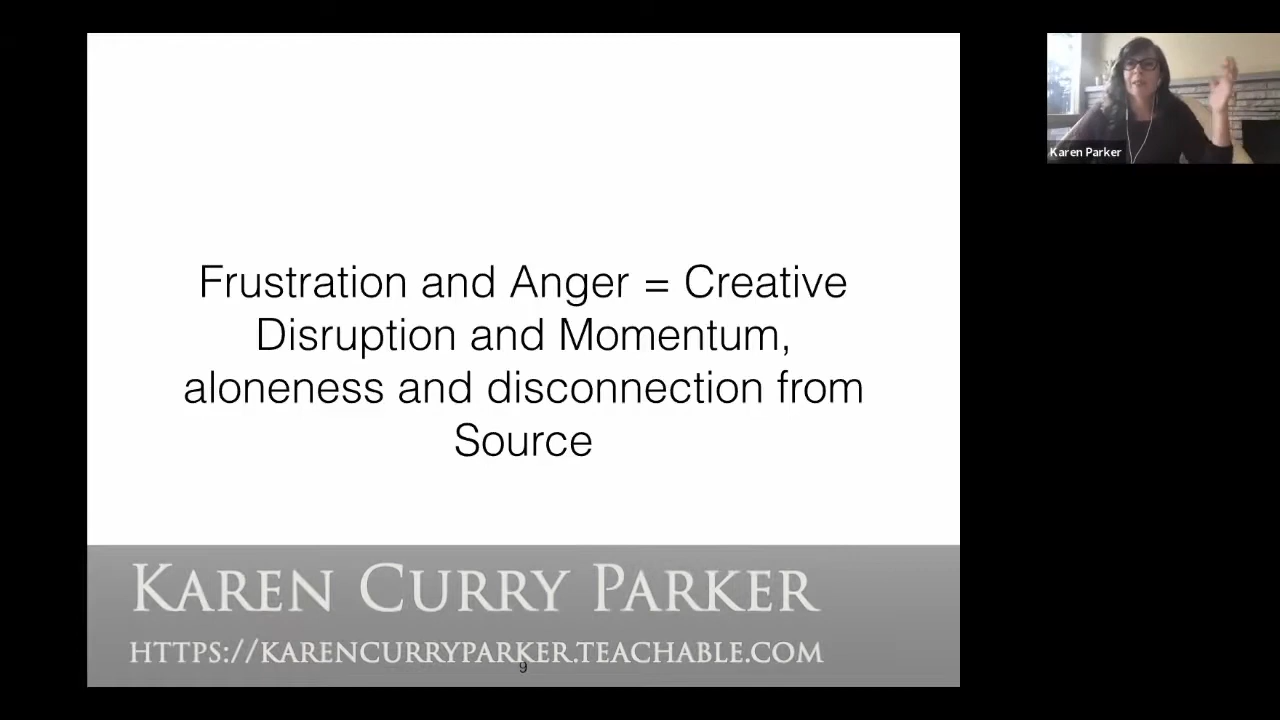 Frustration and Anger = Creative
Disruption and Momentum,
aloneness and disconnection from
Source
KAREN CURRY PARKER
HTTPS://KARENCURRYPARKER.TEACHABLE.COM
9
Karen Parker